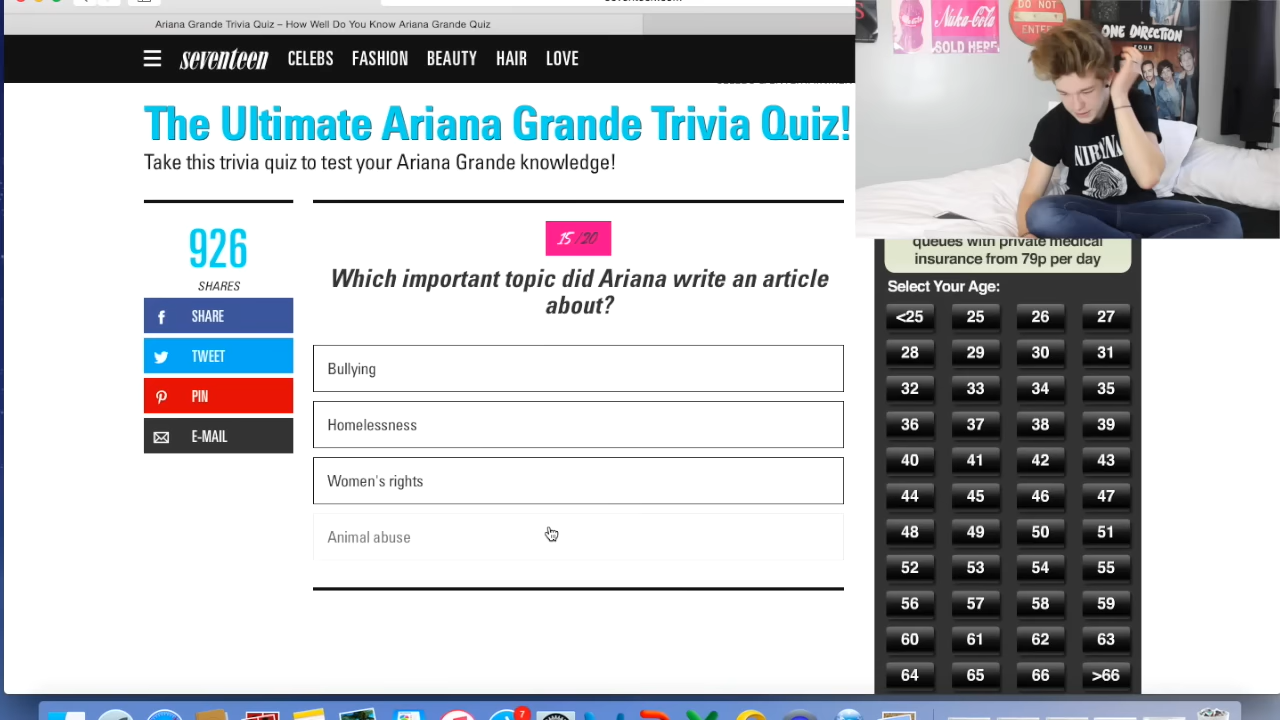 Ariana Grande Trivia Quiz – How Well Do You Know Ariana Grande Quiz
seventeen CELEBS FASHION BEAUTY HAIR LOVE
The Ultimate Ariana Grande Trivia Quiz!
Take this trivia quiz to test your Ariana Grande knowledge!
926
SHARES
SHARE
TWEET
PIN
E-MAIL
15/20
Which important topic did Ariana write an article
about?
Bullying
Homelessness
Women's rights
Animal abuse
Nuka-Cola
SOLD HERE
DO NOT
ENTER
ONE DIRECTION
TOUR
NIRVANA
queues with private medical
insurance from 79p per day
Select Your Age:
<25 25 26 27
28 29 30 31
32 33 34 35
36 37 38 39
40 41 42 43
44 45 46 47
48 49 50 51
52 53 54 55
56 57 58 59
60 61 62 63
64 65 66 >66
7